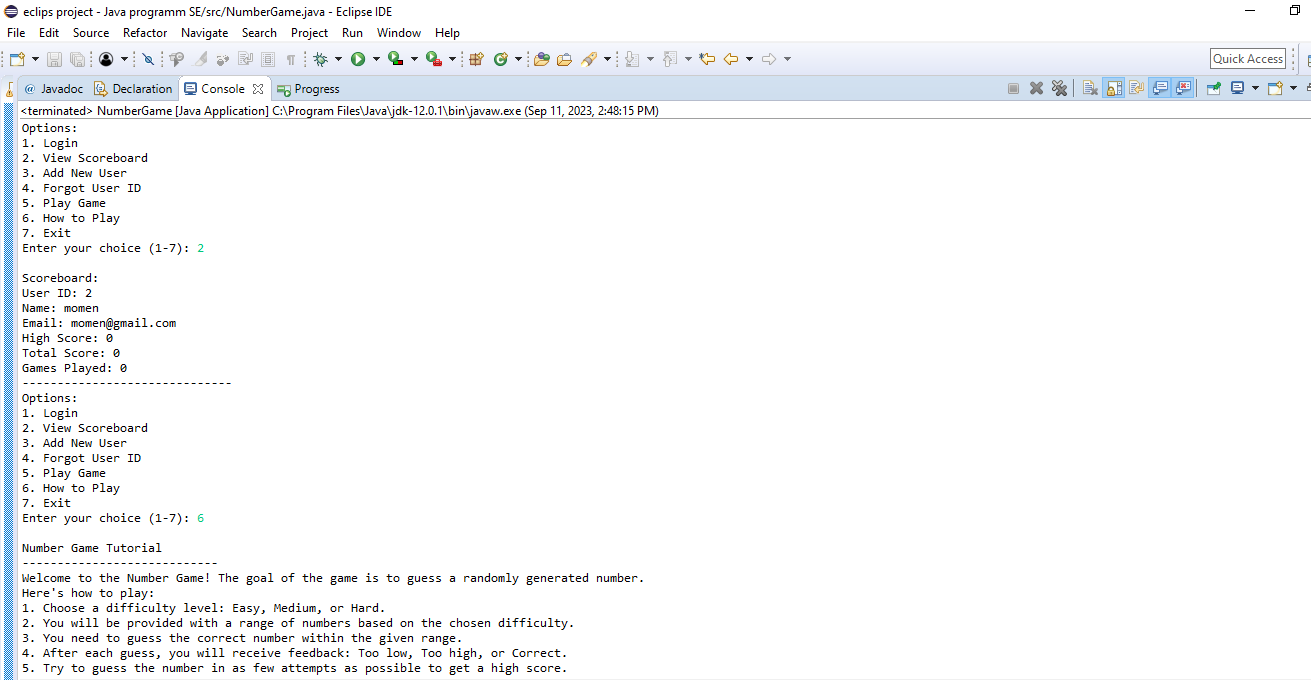 eclips project - Java programm SE/src/NumberGame.java - Eclipse IDE
File Edit Source Refactor Navigate Search Project Run Window Help
Quick Access
@ Javadoc Declaration Console Progress
<terminated> NumberGame [Java Application] C:\Program Files\Java\jdk-12.0.1\bin\javaw.exe (Sep 11, 2023, 2:48:15 PM)
Options:
1. Login
2. View Scoreboard
3. Add New User
4. Forgot User ID
5. Play Game
6. How to Play
7. Exit
Enter your choice (1-7): 2
Scoreboard:
User ID: 2
Name: momen
Email: momen@gmail.com
High Score: 0
Total Score: 0
Games Played: 0
------------------------------
Options:
1. Login
2. View Scoreboard
3. Add New User
4. Forgot User ID
5. Play Game
6. How to Play
7. Exit
Enter your choice (1-7): 6
Number Game Tutorial
----------------------------
Welcome to the Number Game! The goal of the game is to guess a randomly generated number.
Here's how to play:
1. Choose a difficulty level: Easy, Medium, or Hard.
2. You will be provided with a range of numbers based on the chosen difficulty.
3. You need to guess the correct number within the given range.
4. After each guess, you will receive feedback: Too low, Too high, or Correct.
5. Try to guess the number in as few attempts as possible to get a high score.